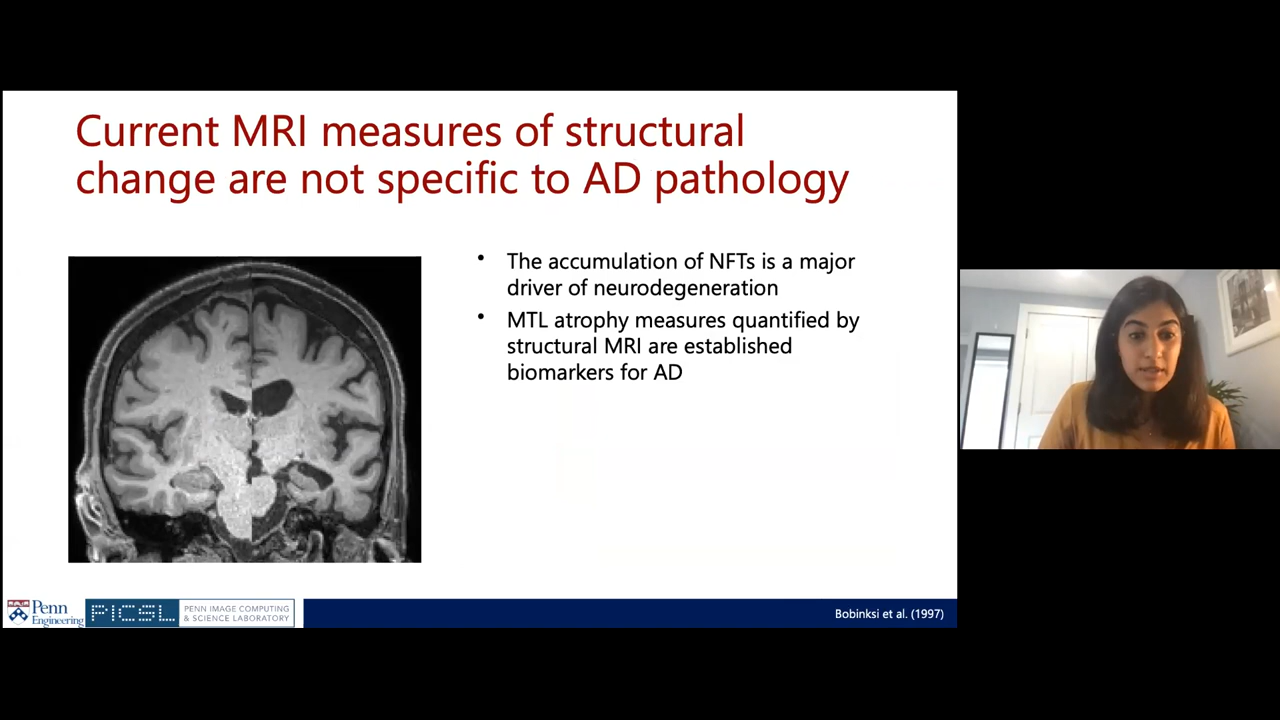 Current MRI measures of structural
change are not specific to AD pathology
• The accumulation of NFTs is a major
driver of neurodegeneration
• MTL atrophy measures quantified by
structural MRI are established
biomarkers for AD
Penn
Engineering
PICSL
PENN IMAGE COMPUTING
& SCIENCE LABORATORY
Bobinksi et al. (1997)